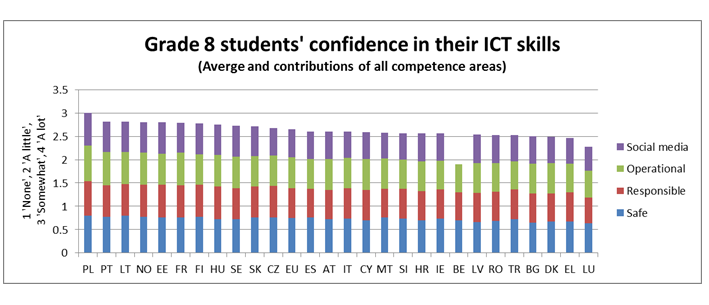 Grade 8 students' confidence in their ICT skills
(Averge and contributions of all competence areas)
1 'None', 2 'A little',
3 'Somewhat', 4 'A lot'
3.5
3
2.5
2
1.5
1
0.5
0
PL PT LT NO EE FR FI HU SE SK CZ EU ES AT IT CY MT SI HR IE BE LV RO TR BG DK EL LU
Social media
Operational
Responsible
Safe